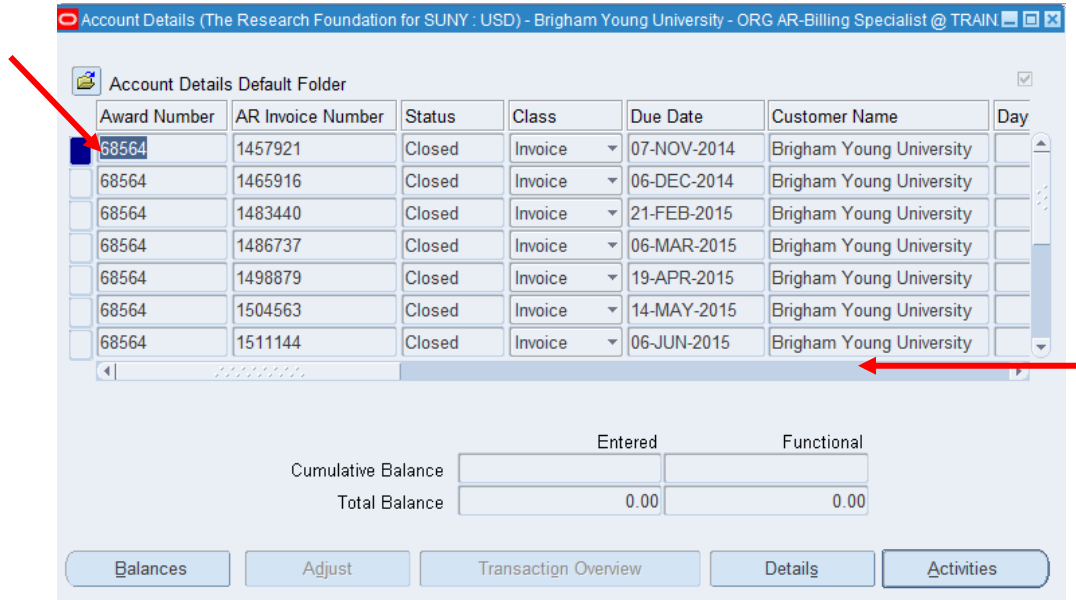 Account Details (The Research Foundation for SUNY : USD) - Brigham Young University - ORG AR-Billing Specialist @ TRAIN
Account Details Default Folder
Award Number AR Invoice Number Status Class Due Date Customer Name Day
68564 1457921 Closed Invoice 07-NOV-2014 Brigham Young University
68564 1465916 Closed Invoice 06-DEC-2014 Brigham Young University
68564 1483440 Closed Invoice 21-FEB-2015 Brigham Young University
68564 1486737 Closed Invoice 06-MAR-2015 Brigham Young University
68564 1498879 Closed Invoice 19-APR-2015 Brigham Young University
68564 1504563 Closed Invoice 14-MAY-2015 Brigham Young University
68564 1511144 Closed Invoice 06-JUN-2015 Brigham Young University
Entered Functional
Cumulative Balance
Total Balance 0.00 0.00
Balances Adjust Transaction Overview Details Activities